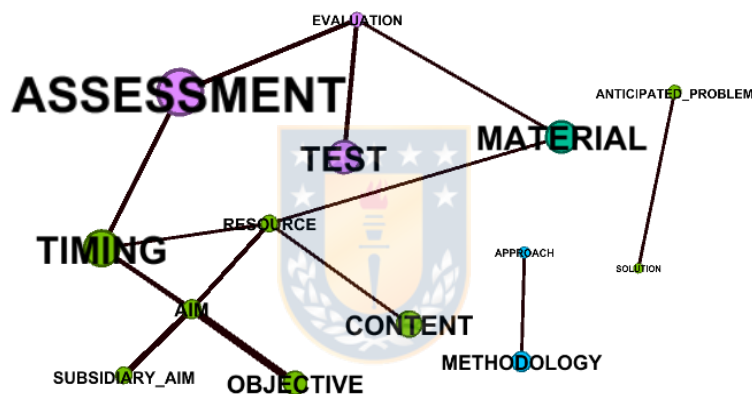 EVALUATION
ASSESSMENT
ANTICIPATED_PROBLEM
MATERIAL
TEST
RESOURCE
TIMING
APPROACH
SOLUTION
AIM
CONTENT
METHODOLOGY
SUBSIDIARY_AIM
OBJECTIVE